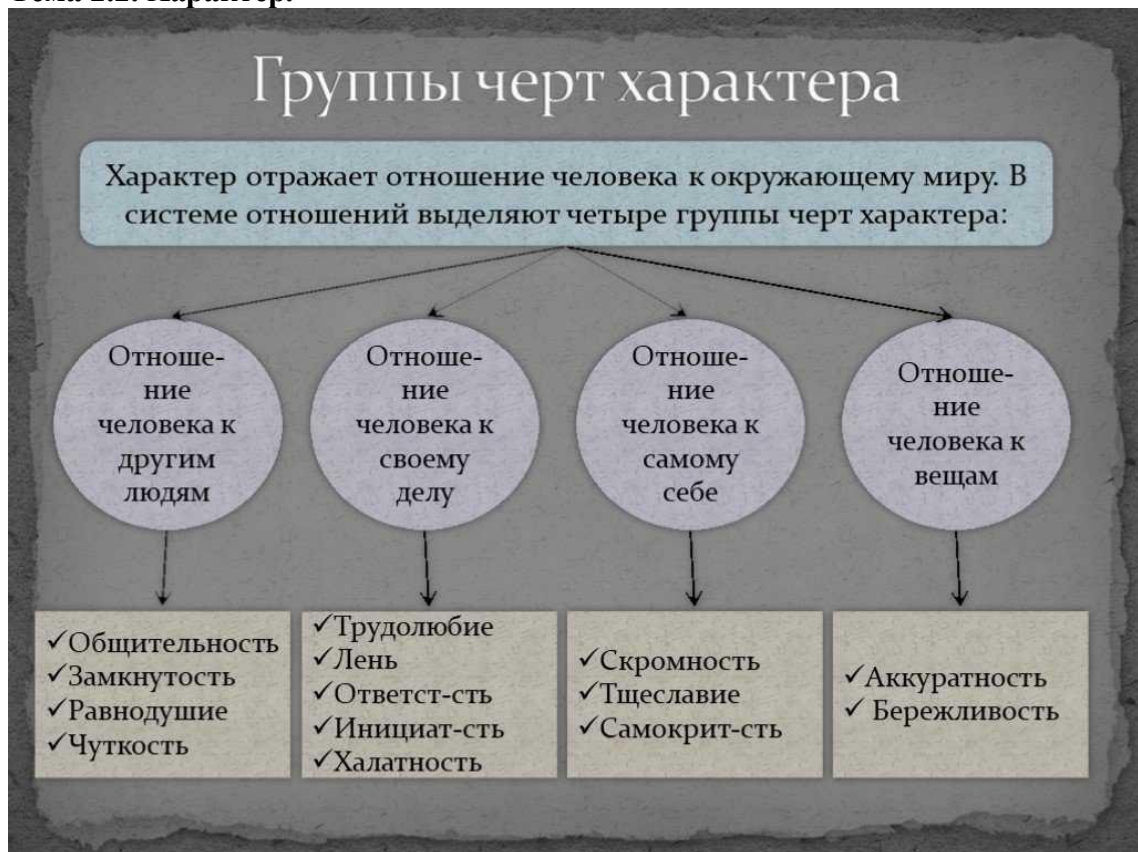 Группы черт характера
Характер отражает отношение человека к окружающему миру. В
системе отношений выделяют четыре группы черт характера:
Отноше-
ние
человека к
другим
людям
Отноше-
ние
человека к
своему
делу
Отноше-
ние
человека к
самому
себе
Отноше-
ние
человека к
вещам
✓Общительность
✓Замкнутость
✓Равнодушие
✓Чуткость
✓Трудолюбие
✓Лень
✓Ответст-сть
✓Инициат-сть
✓Халатность
✓Скромность
✓Тщеславие
✓Самокрит-сть
✓Аккуратность
✓ Бережливость